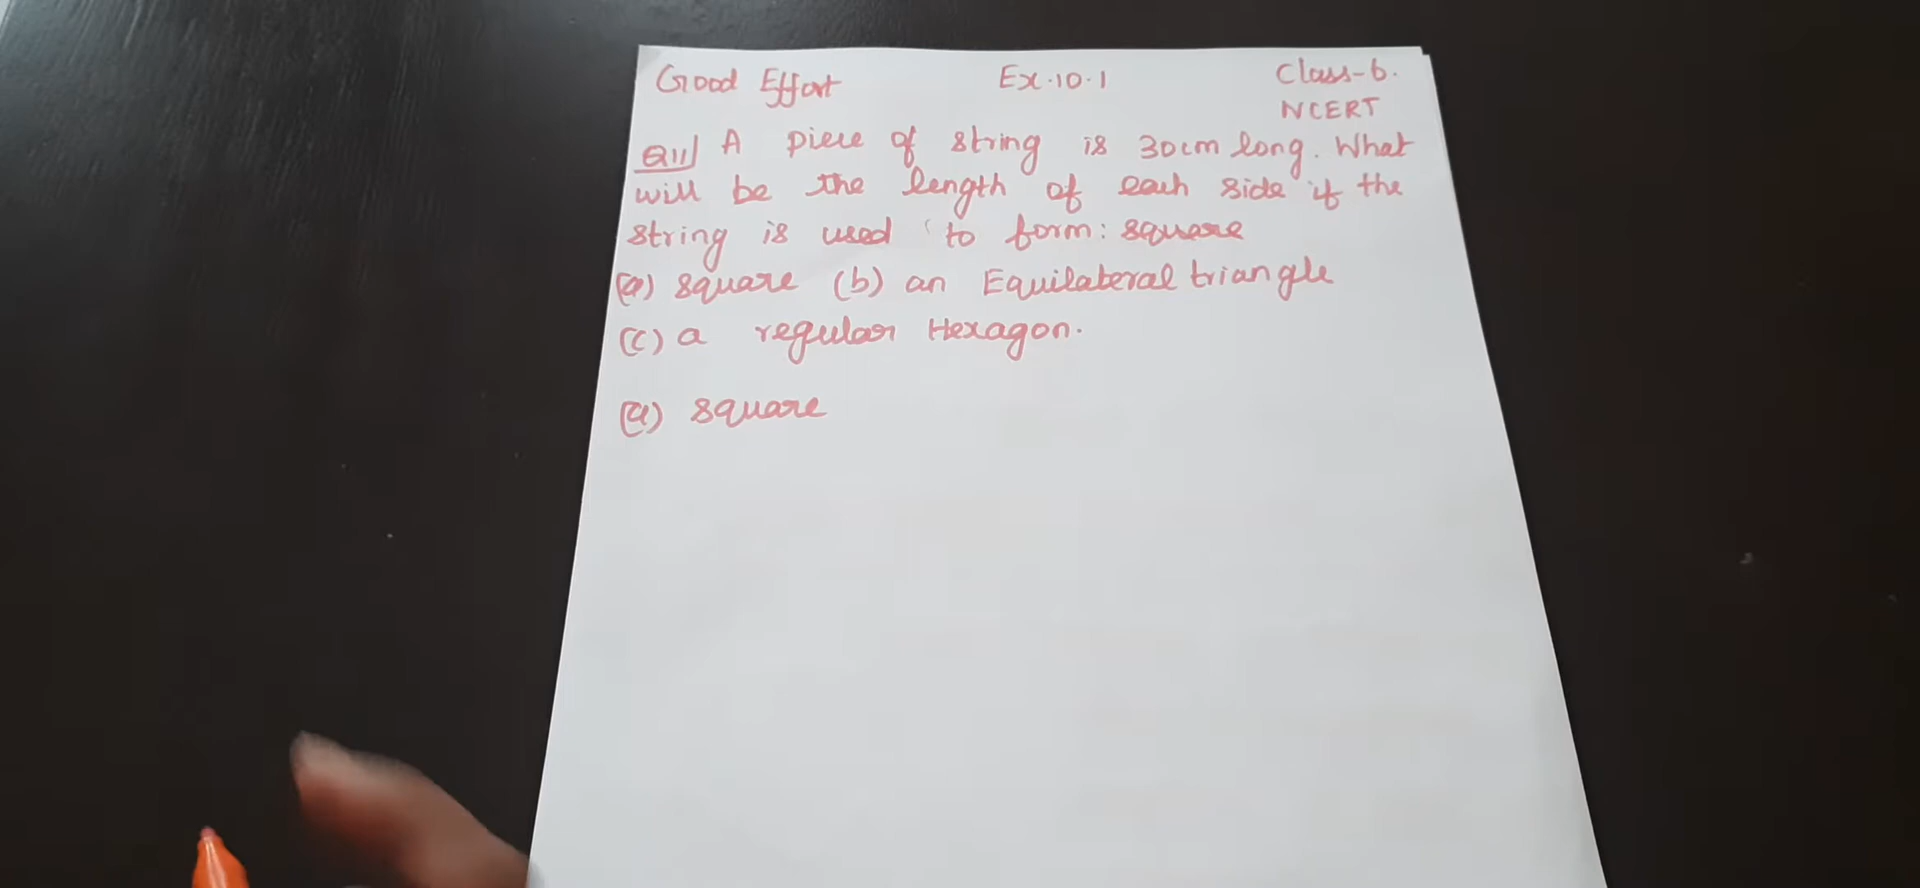 Good Effort Ex.10.1 Class-6.
NCERT
Q11) A piece of string is 30cm long. What
will be the length of each side if the
string is used to form: square
(a) square (b) an Equilateral triangle
(c) a regular Hexagon.
(a) square